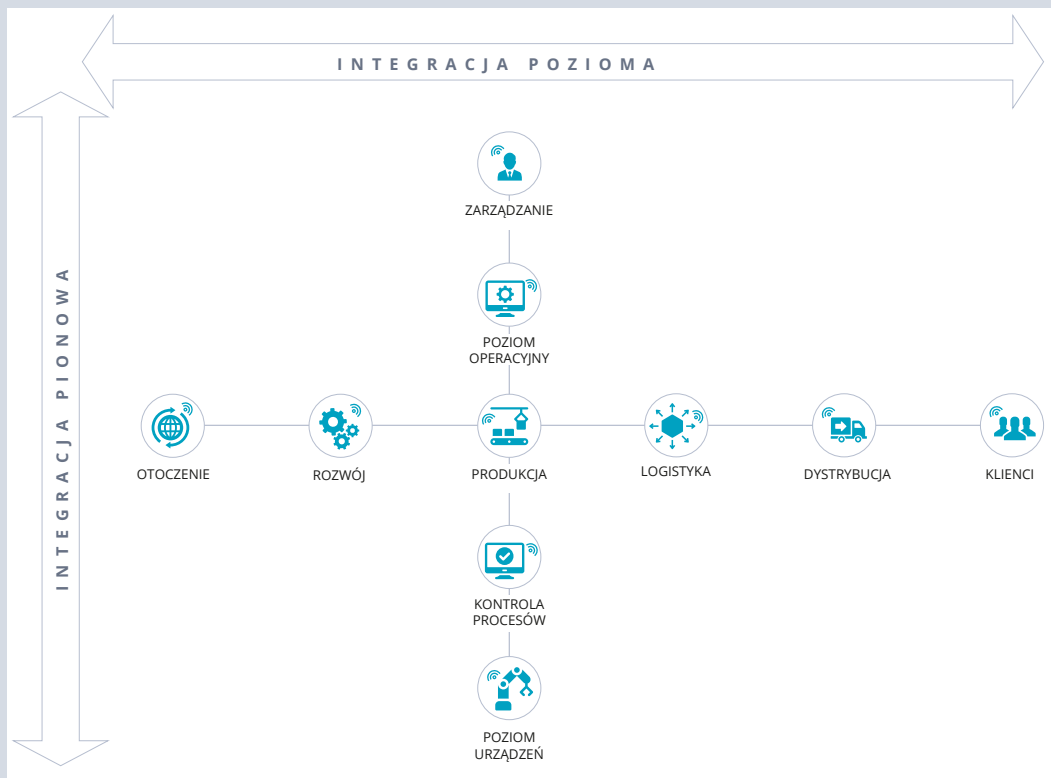 INTEGRACJA POZIOMA
INTEGRACJA PIONOWA
ZARZĄDZANIE
POZIOM
OPERACYJNY
OTOCZENIE
ROZWÓJ
PRODUKCJA
LOGISTYKA
DYSTRYBUCJA
KLIENCI
KONTROLA
PROCESÓW
POZIOM
URZĄDZEŃ